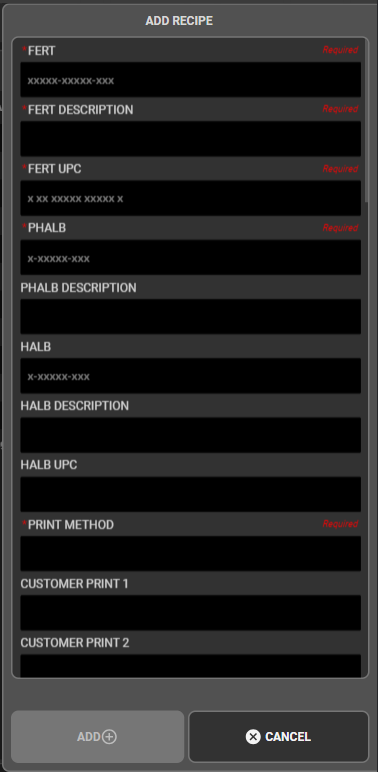 ADD RECIPE
*FERT Required
xxxxx-xxxxx-xxx
*FERT DESCRIPTION Required
*FERT UPC Required
x xx xxxxx xxxxx x
*PHALB Required
x-xxxxx-xxx
PHALB DESCRIPTION
HALB
x-xxxxx-xxx
HALB DESCRIPTION
HALB UPC
*PRINT METHOD Required
CUSTOMER PRINT 1
CUSTOMER PRINT 2
ADD CANCEL